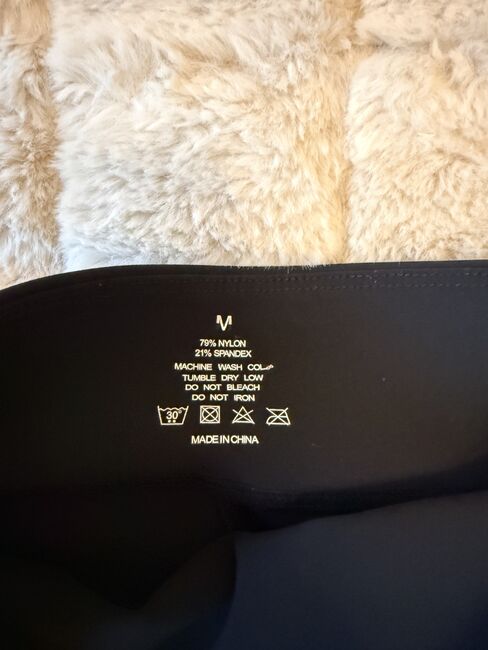 79% NYLON
21% SPANDEX
MACHINE WASH COLD
TUMBLE DRY LOW
DO NOT BLEACH
DO NOT IRON
30°
MADE IN CHINA